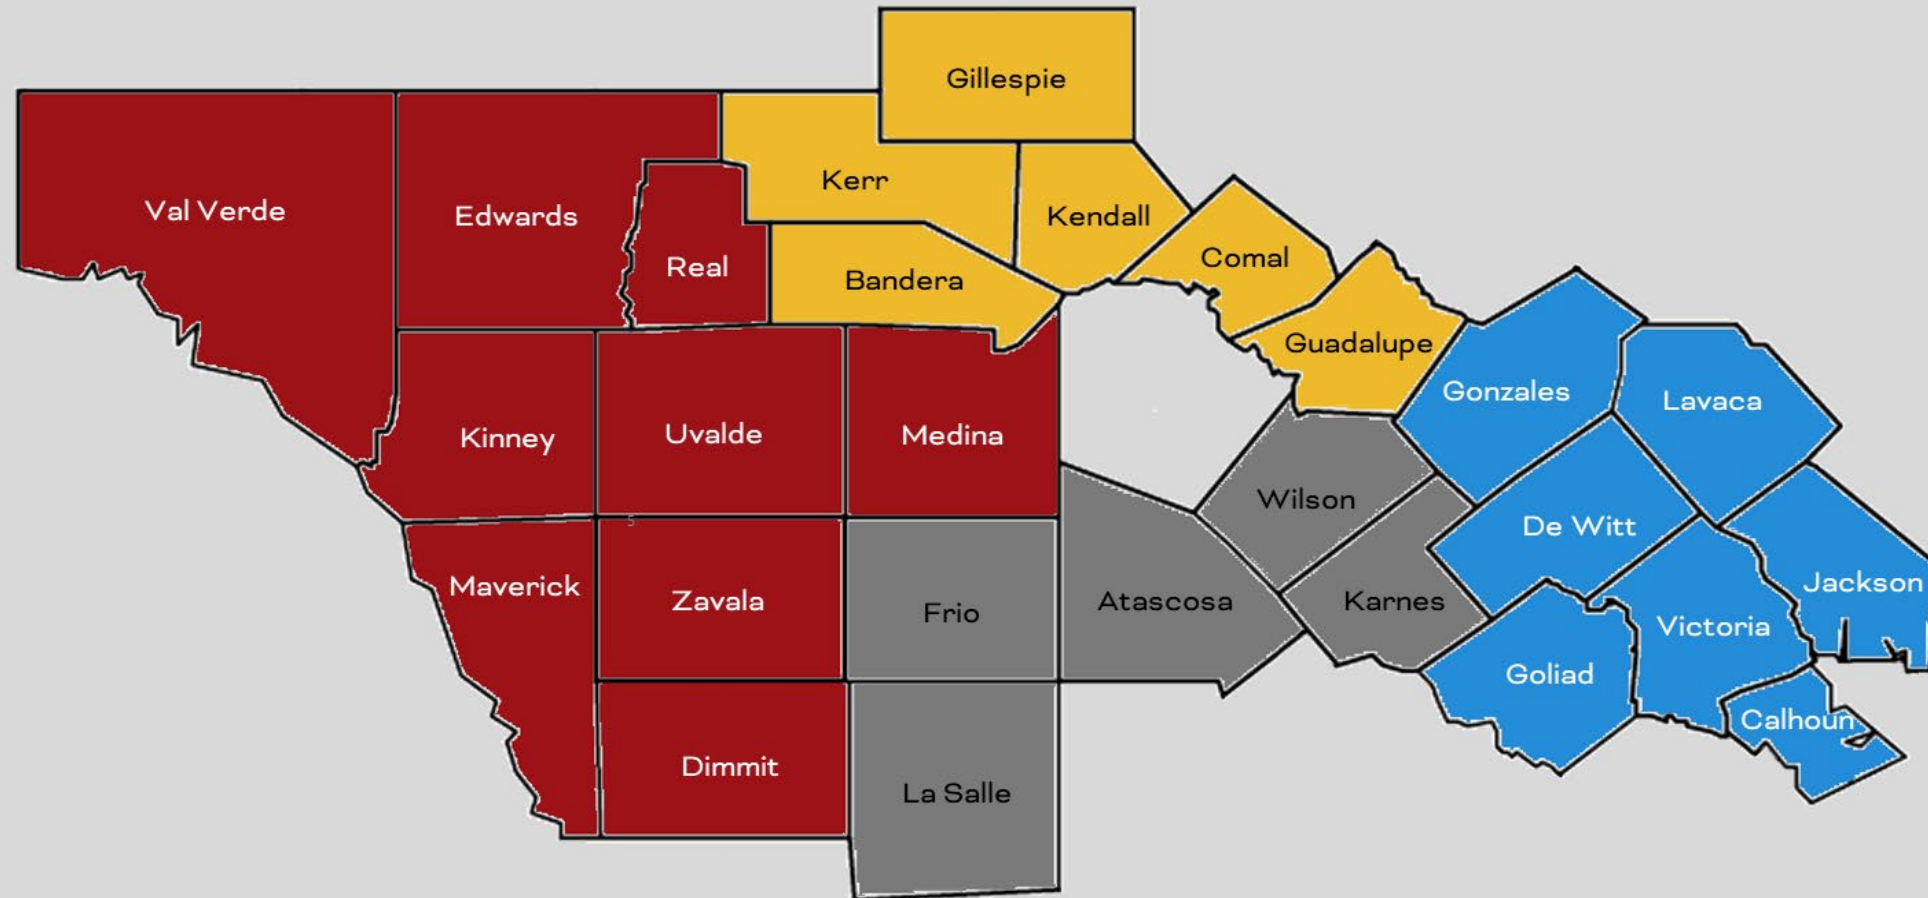 Gillespie
Kerr
Val Verde
Edwards
Kendall
Comal
Real
Bandera
Guadalupe
Gonzales
Lavaca
Kinney
Uvalde
Medina
Wilson
De Witt
Maverick
Zavala
Frio
Atascosa
Karnes
Jackson
Victoria
Goliad
Calhoun
Dimmit
La Salle